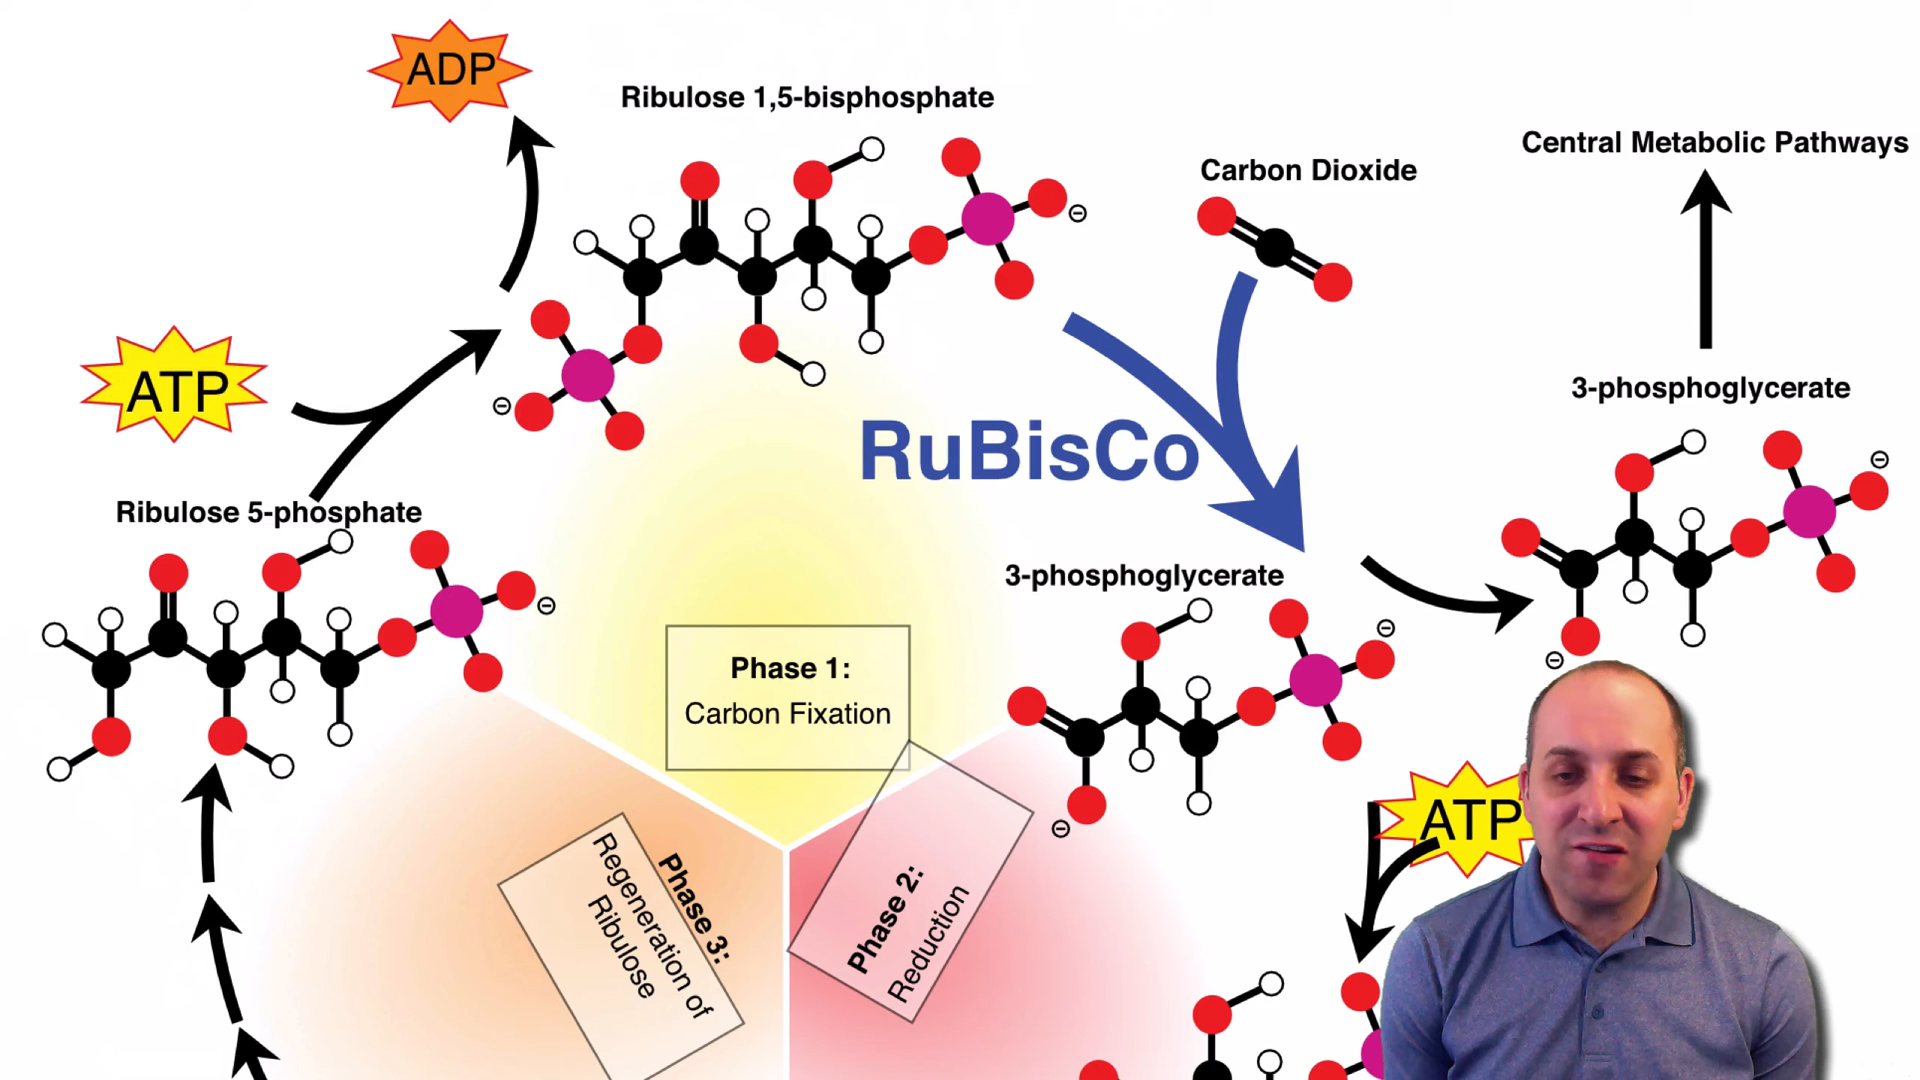 ADP
Ribulose 1,5-bisphosphate
Central Metabolic Pathways
Carbon Dioxide
ATP
3-phosphoglycerate
RuBisCo
Ribulose 5-phosphate
3-phosphoglycerate
Phase 1:
Carbon Fixation
ATP
Phase 3:
Regeneration of
Ribulose
Phase 2:
Reduction